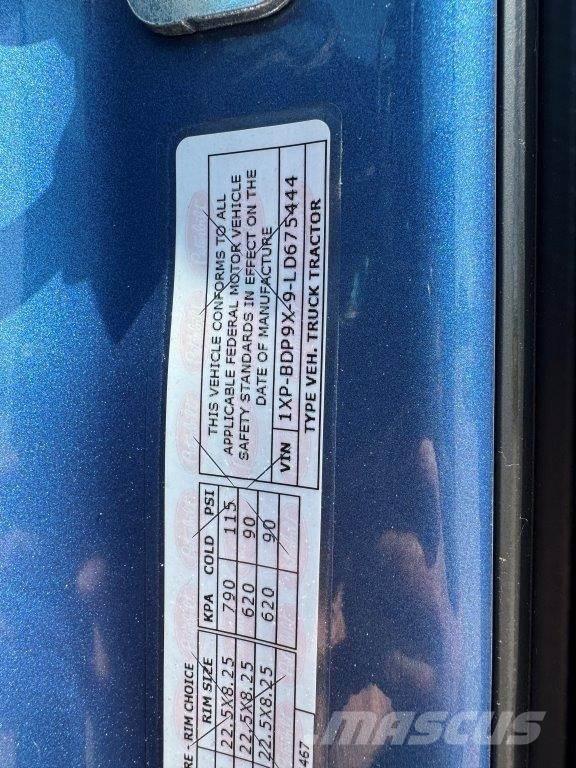 RE - RIM CHOICE
RIM SIZE KPA COLD PSI
22.5X8.25 790 115
22.5X8.25 620 90
22.5X8.25 620 90
467
THIS VEHICLE CONFORMS TO ALL
APPLICABLE FEDERAL MOTOR VEHICLE
SAFETY STANDARDS IN EFFECT ON THE
DATE OF MANUFACTURE
VIN 1XP-BDP9X-9-LD675444
TYPE VEH. TRUCK TRACTOR
MASCUS